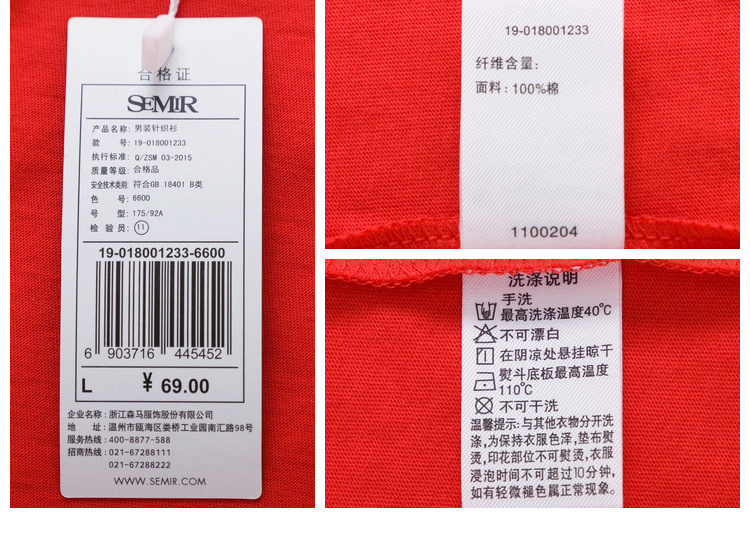 合格证
SEMIR
产品名称: 男装针织衫
款 号: 19-018001233
执行标准: Q/ZSM 03-2015
质量等级: 合格品
安全技术类别: 符合GB 18401 B类
色 号: 6600
号 型: 175/92A
检 验 员: 11
19-018001233-6600
6 903716 445452
L ¥ 69.00
企业名称: 浙江森马服饰股份有限公司
地 址: 温州市瓯海区娄桥工业园南汇路98号
服务热线: 400-8877-588
招商热线: 021-67288111
021-67288222
WWW.SEMIR.COM
19-018001233
纤维含量:
面料: 100%棉
1100204
洗涤说明
手洗
最高洗涤温度40℃
不可漂白
在阴凉处悬挂晾干
熨斗底板最高温度
110℃
不可干洗
温馨提示: 与其他衣物分开洗
涤,为保持衣服色泽,垫布熨
烫,印花部位不可熨烫,衣服
浸泡时间不可超过10分钟,
如有轻微褪色属正常现象。